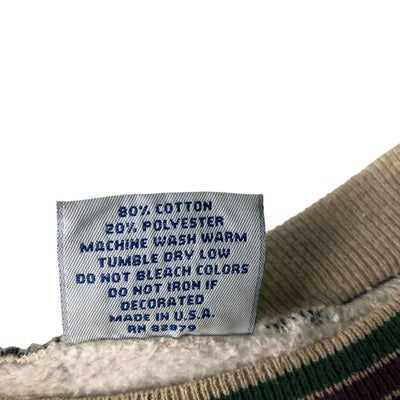 80% COTTON
20% POLYESTER
MACHINE WASH WARM
TUMBLE DRY LOW
DO NOT BLEACH COLORS
DO NOT IRON IF
DECORATED
MADE IN U.S.A.
RN 92879